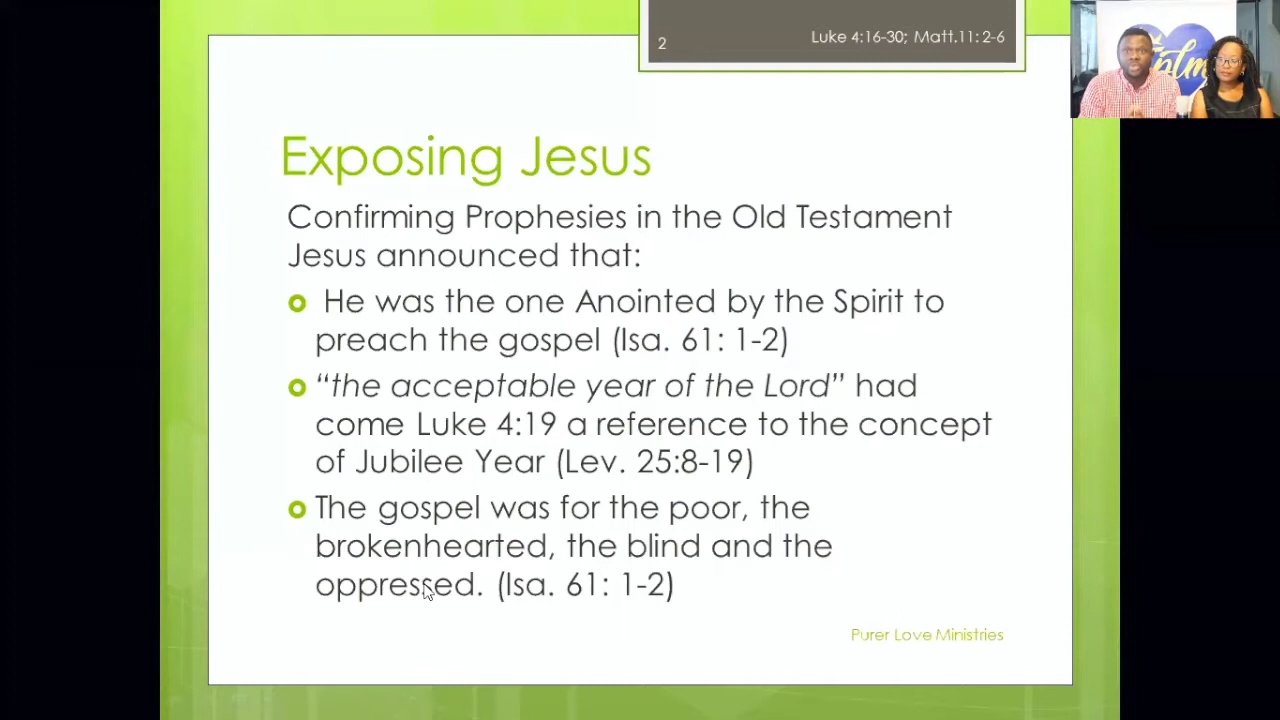 2
Luke 4:16-30; Matt.11: 2-6
plm
Exposing Jesus
Confirming Prophesies in the Old Testament
Jesus announced that:
He was the one Anointed by the Spirit to
preach the gospel (Isa. 61: 1-2)
“the acceptable year of the Lord” had
come Luke 4:19 a reference to the concept
of Jubilee Year (Lev. 25:8-19)
The gospel was for the poor, the
brokenhearted, the blind and the
oppressed. (Isa. 61: 1-2)
Purer Love Ministries